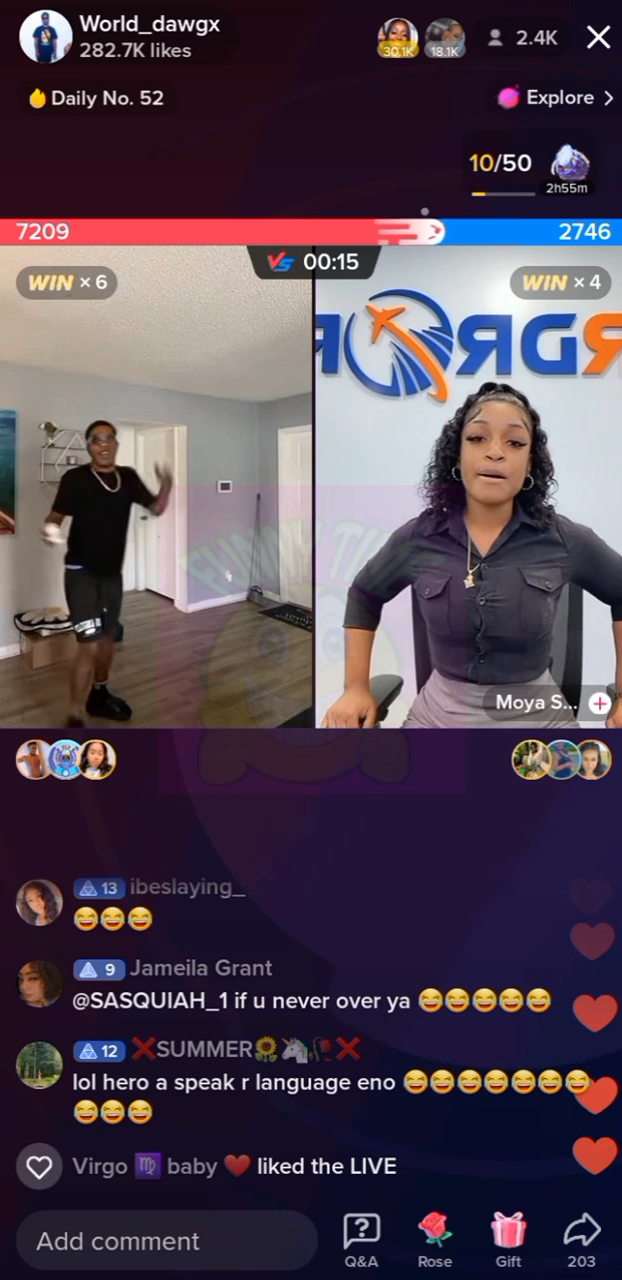 World_dawgx
282.7K likes
30.1K
18.1K
2.4K
Daily No. 52
Explore >
10/50
2h55m
7209
2746
VS 00:15
WIN × 6
WIN × 4
Moya S...
FUNNY
13 ibeslaying_
😂😂😂
9 Jameila Grant
@SASQUIAH_1 if u never over ya 😂😂😂😂😂
12 ❌SUMMER🌻🦄🥀❌
lol hero a speak r language eno 😂😂😂😂😂😂😂
😂😂😂
Virgo ♍ baby ❤️ liked the LIVE
Add comment
Q&A
Rose
Gift
203